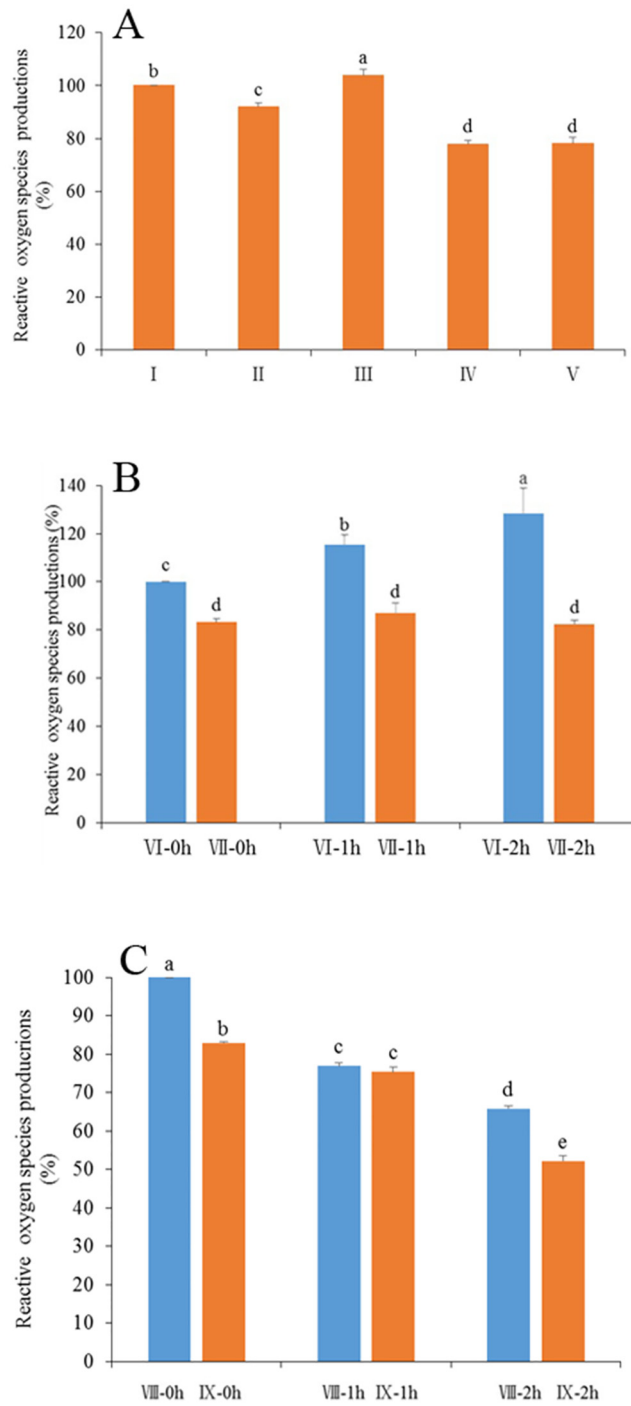 A
Reactive oxygen species productions
(%)
120
100
80
60
40
20
0
b
c
a
d
d
I
II
III
IV
V
B
Reactive oxygen species productions (%)
140
120
100
80
60
40
20
0
c
d
b
d
a
d
VI-0h VII-0h
VI-1h VII-1h
VI-2h VII-2h
C
Reactive oxygen species producrions
(%)
100
90
80
70
60
50
40
30
20
10
0
a
b
c
c
d
e
VIII-0h IX-0h
VIII-1h IX-1h
VIII-2h IX-2h